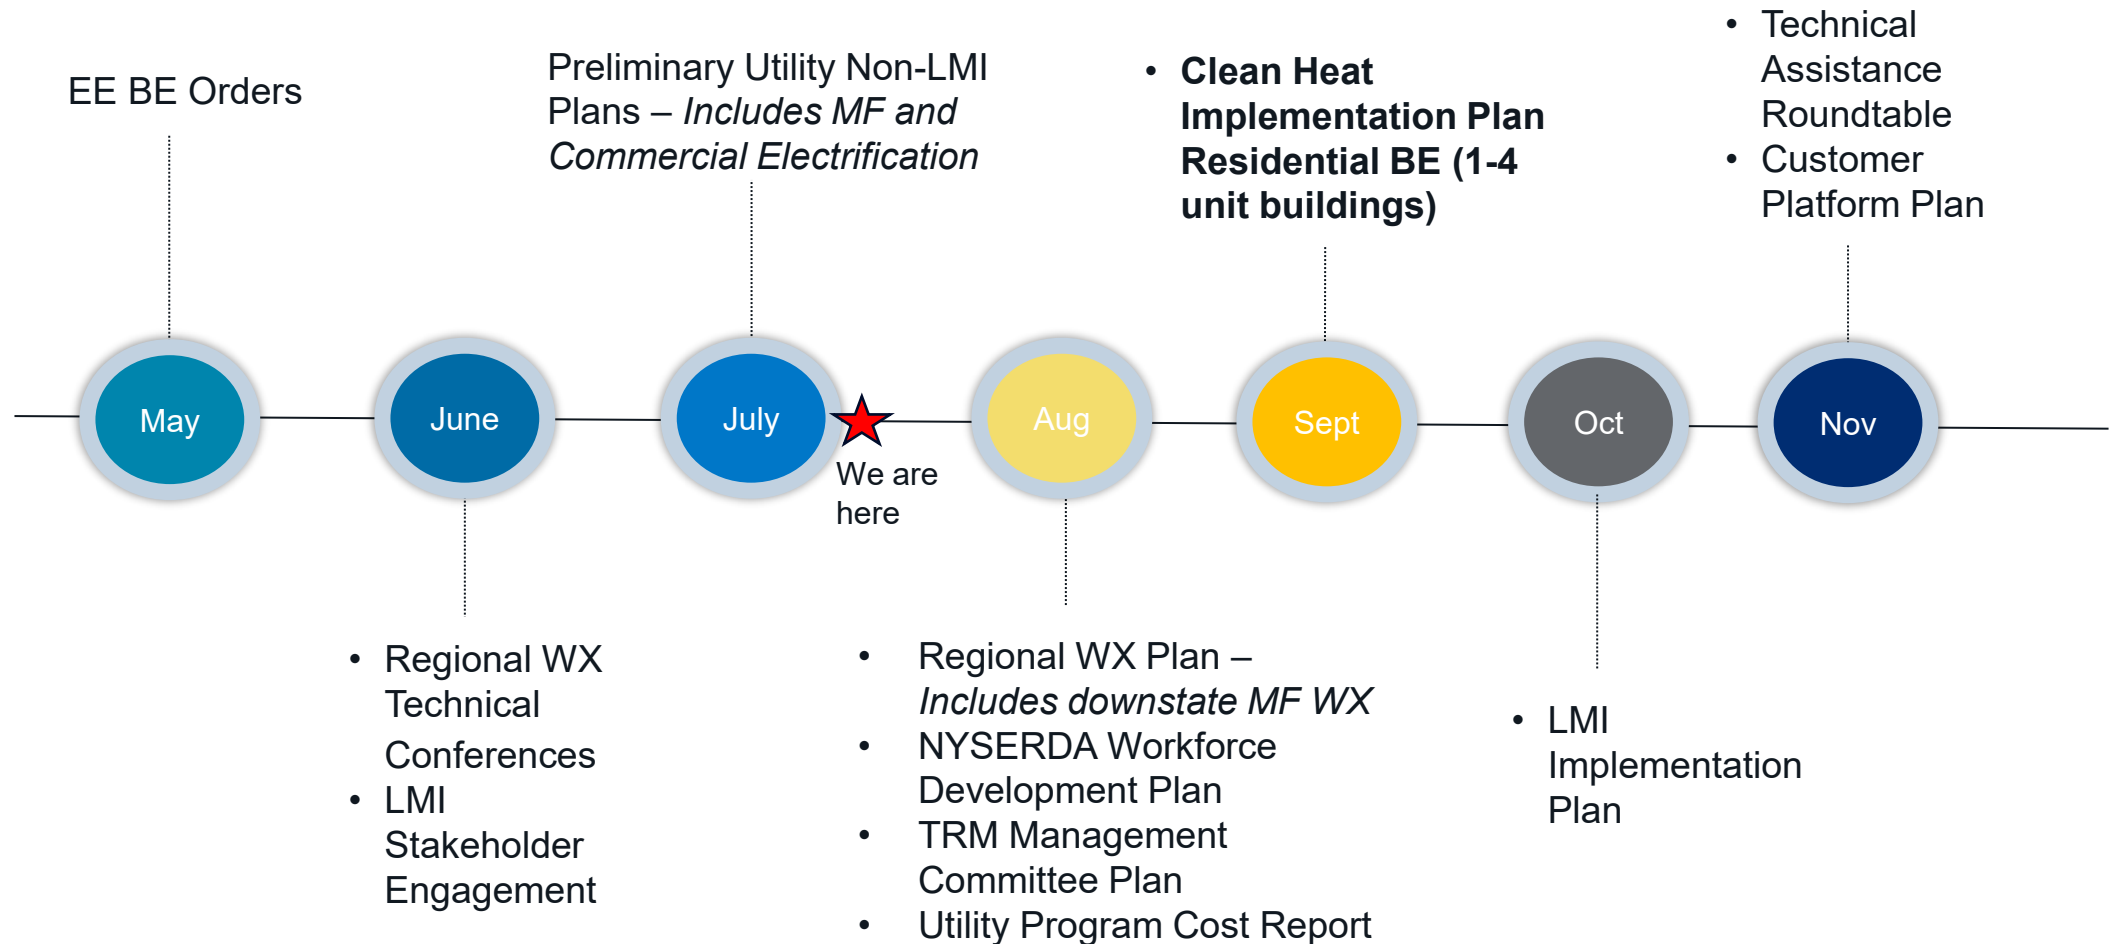 EE BE Orders
Preliminary Utility Non-LMI
Plans – Includes MF and
Commercial Electrification
• Clean Heat
Implementation Plan
Residential BE (1-4
unit buildings)
• Technical
Assistance
Roundtable
• Customer
Platform Plan
May
June
July
We are
here
Aug
Sept
Oct
Nov
• Regional WX
Technical
Conferences
• LMI
Stakeholder
Engagement
• Regional WX Plan –
Includes downstate MF WX
• NYSERDA Workforce
Development Plan
• TRM Management
Committee Plan
• Utility Program Cost Report
• LMI
Implementation
Plan